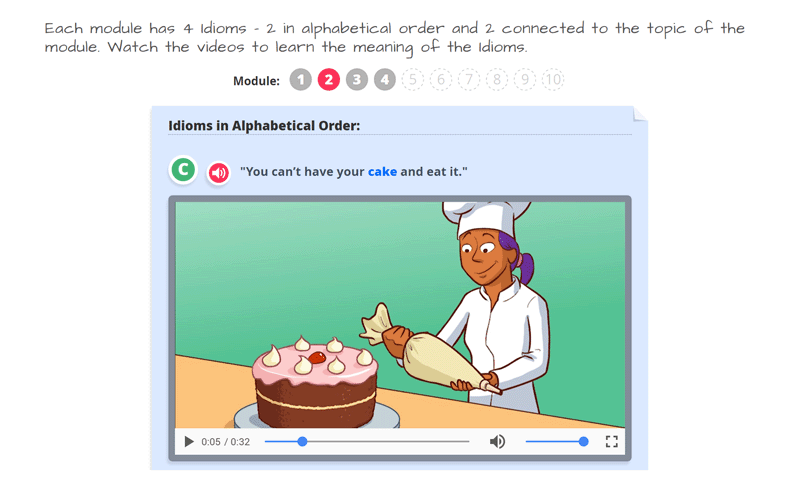 Each module has 4 Idioms - 2 in alphabetical order and 2 connected to the topic of the
module. Watch the videos to learn the meaning of the Idioms.
Module: 1 2 3 4 5 6 7 8 9 10
Idioms in Alphabetical Order:
C "You can't have your cake and eat it."
0:05 / 0:32